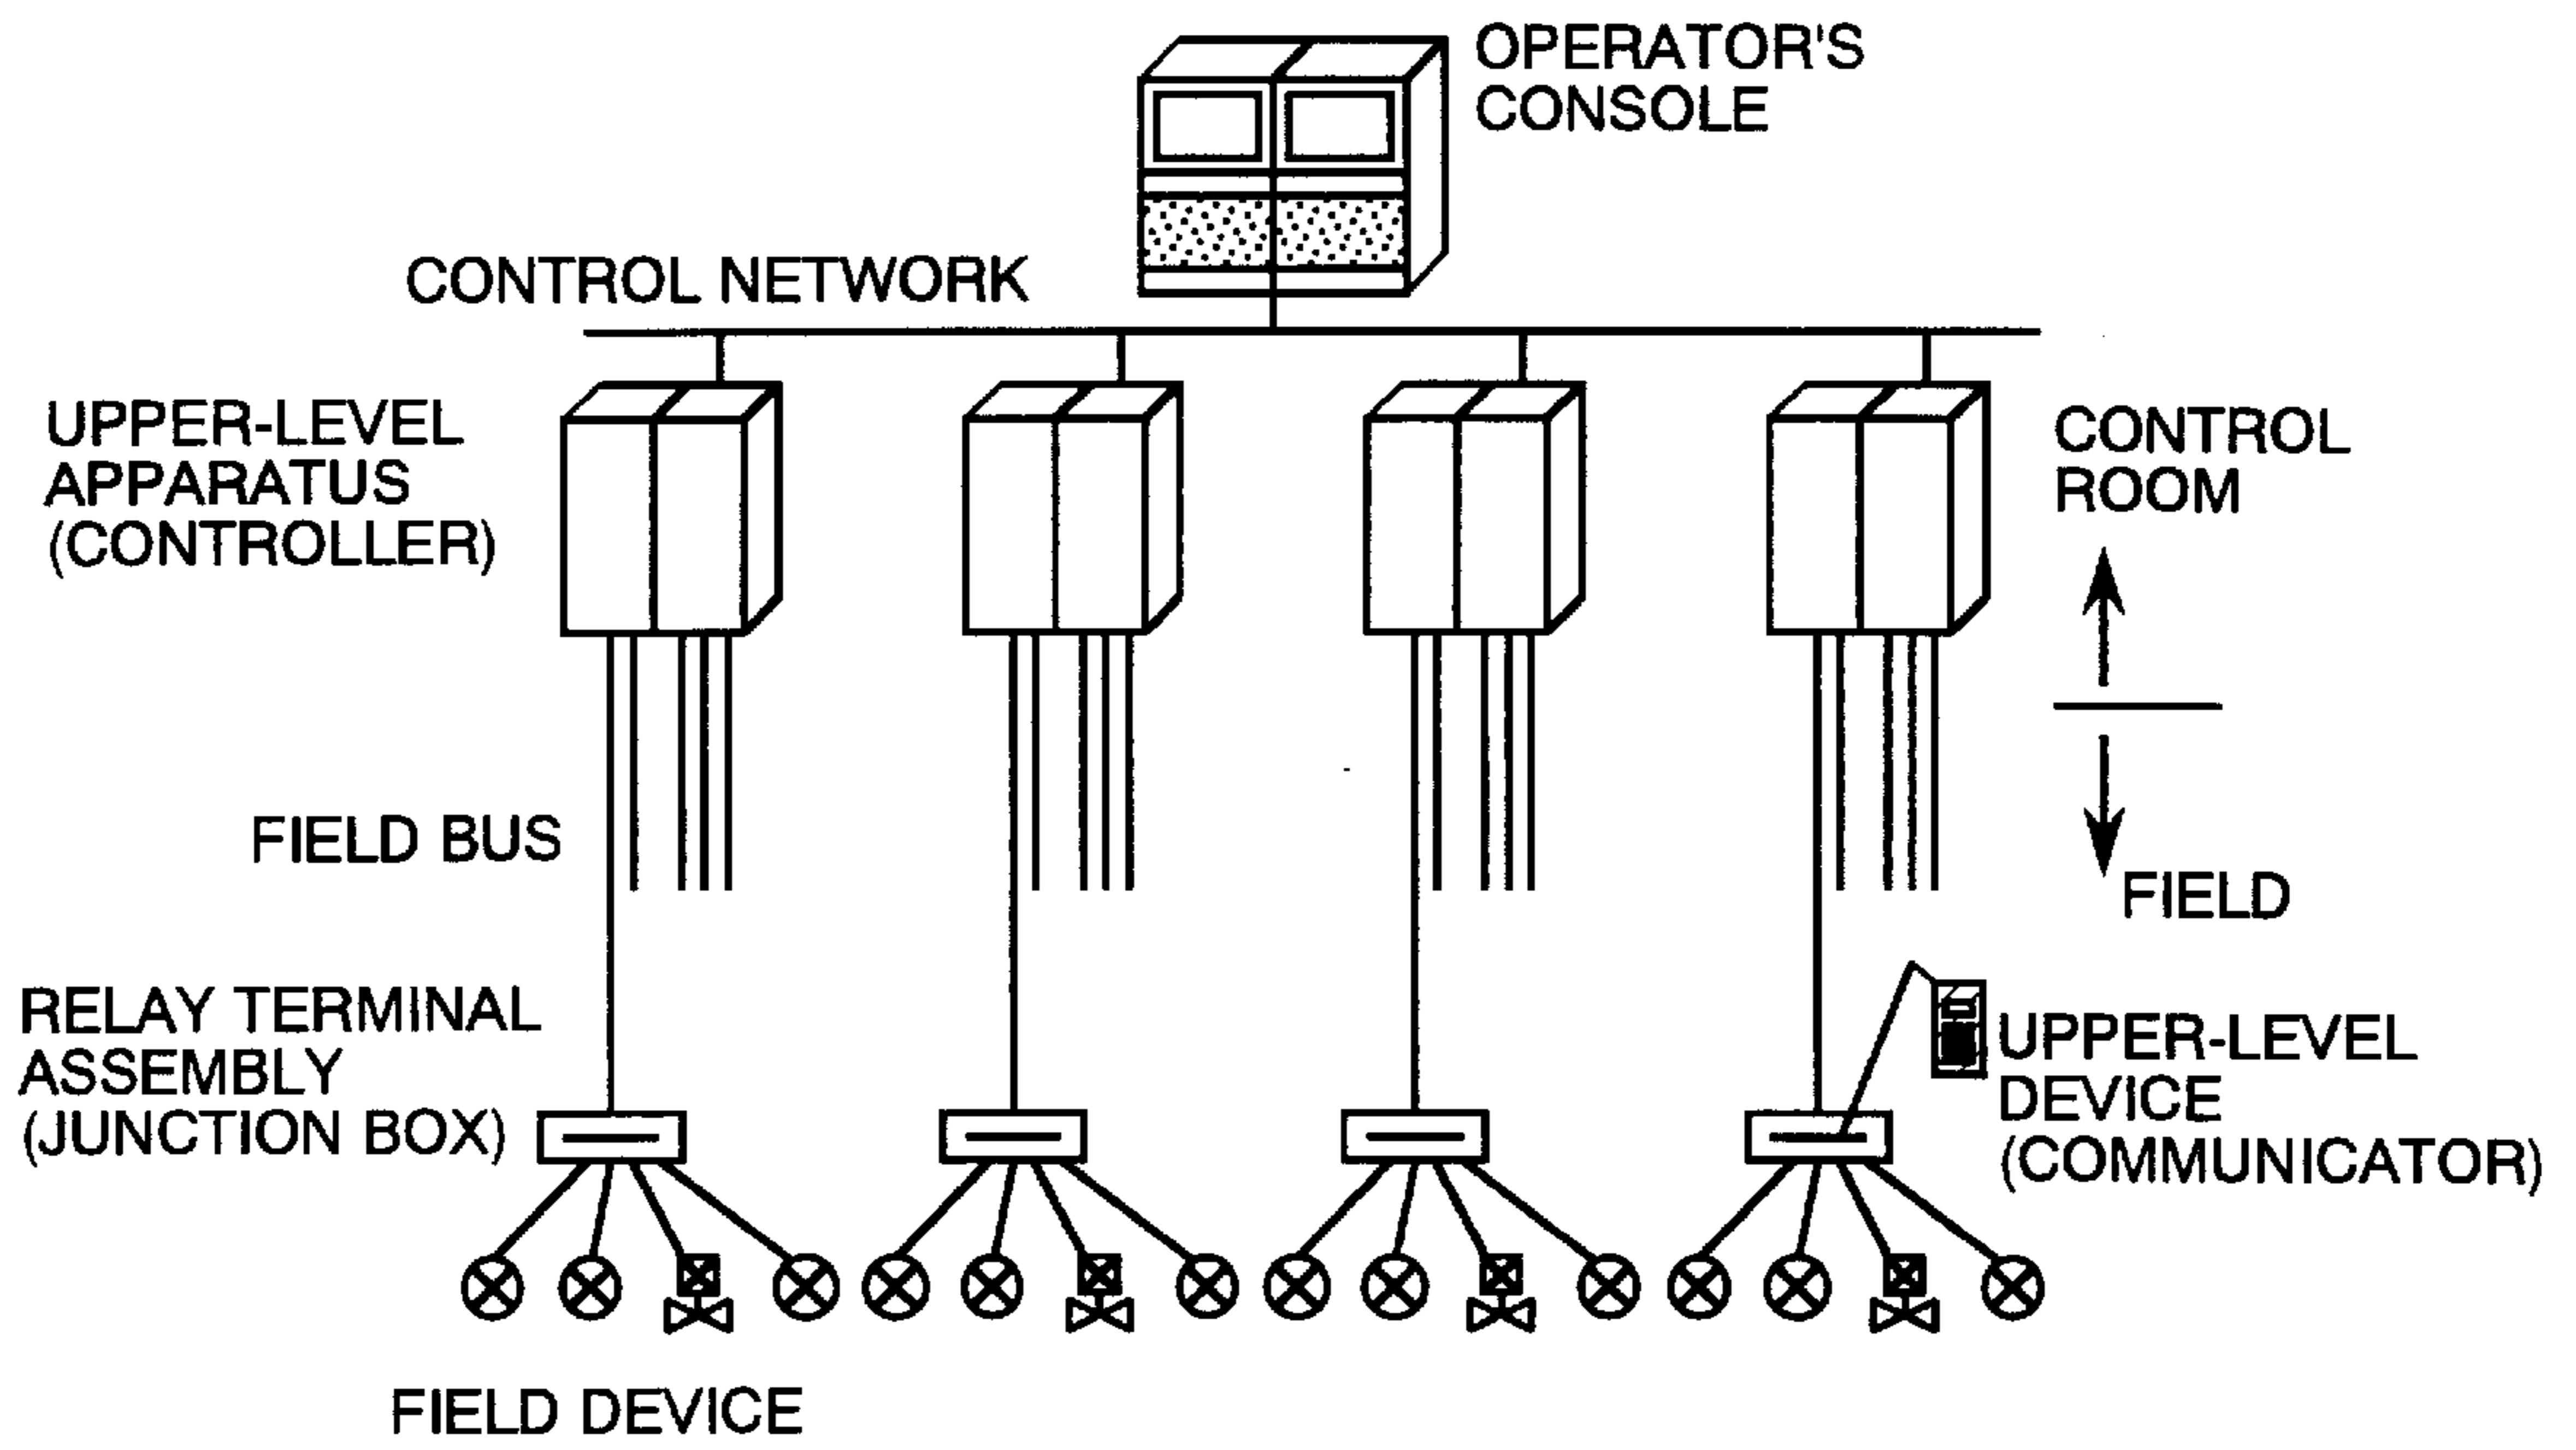 OPERATOR'S
CONSOLE
CONTROL NETWORK
UPPER-LEVEL
APPARATUS
(CONTROLLER)
CONTROL
ROOM
FIELD BUS
FIELD
RELAY TERMINAL
ASSEMBLY
(JUNCTION BOX)
UPPER-LEVEL
DEVICE
(COMMUNICATOR)
FIELD DEVICE